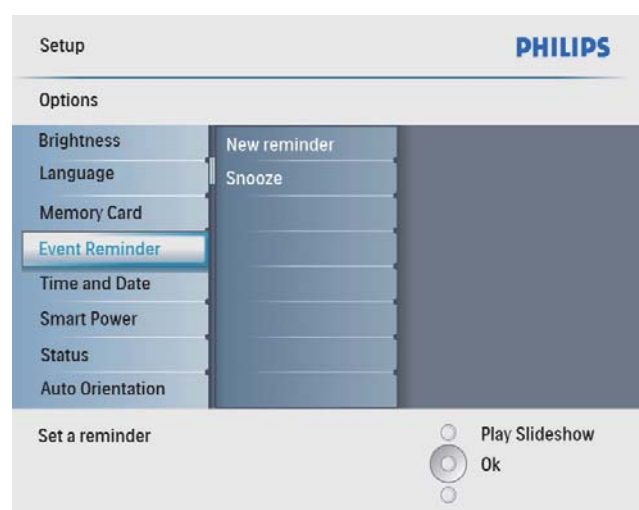 Setup
PHILIPS
Options
Brightness
Language
Memory Card
Event Reminder
Time and Date
Smart Power
Status
Auto Orientation
New reminder
Snooze
Set a reminder
Play Slideshow
Ok